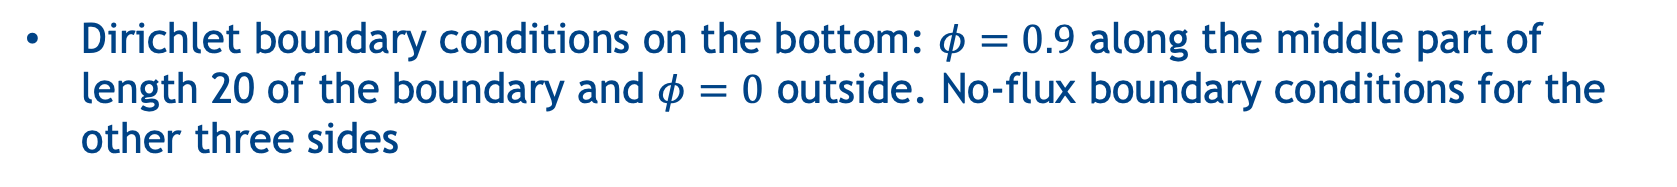 • Dirichlet boundary conditions on the bottom: ϕ = 0.9 along the middle part of
length 20 of the boundary and ϕ = 0 outside. No-flux boundary conditions for the
other three sides